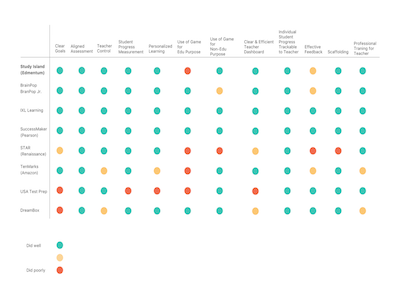 Clear
Goals
Aligned
Assessment
Teacher
Control
Student
Progress
Measurement
Personalized
Learning
Use of Game
for
Edu Purpose
Use of Game
for
Non-Edu
Purpose
Clear & Efficient
Teacher
Dashboard
Individual
Student
Progress
Trackable
to Teacher
Effective
Feedback
Scaffolding
Professional
Training for
Teacher
Study Island
(Edmentum)
BrainPop
BranPop jr.
IXL Learning
SuccessMaker
(Pearson)
STAR
(Renaissance)
TenMarks
(Amazon)
USA Test Prep
DreamBox
Did well
Did poorly